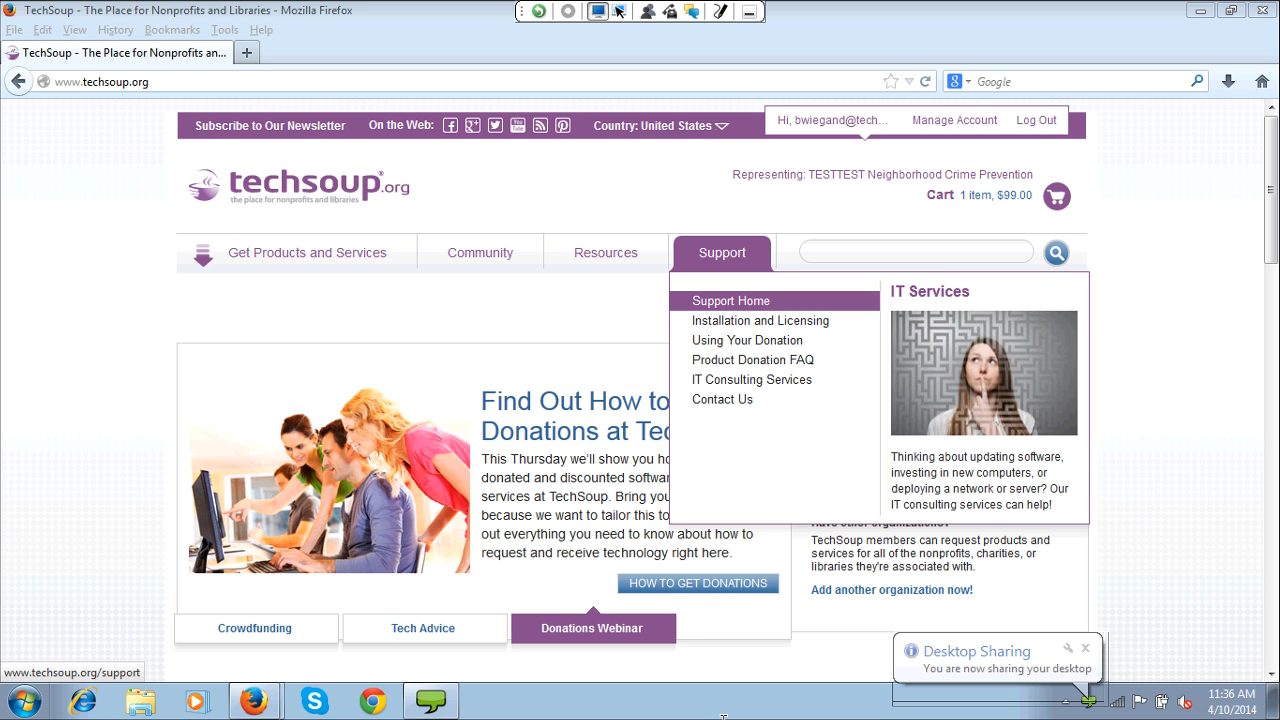 TechSoup - The Place for Nonprofits and Libraries - Mozilla Firefox
File Edit View History Bookmarks Tools Help
TechSoup - The Place for Nonprofits an...
www.techsoup.org
Google
Subscribe to Our Newsletter On the Web: Country: United States
Hi, bwiegand@tech... Manage Account Log Out
techsoup.org
the place for nonprofits and libraries
Representing: TESTTEST Neighborhood Crime Prevention
Cart 1 item, $99.00
Get Products and Services Community Resources Support
Support Home
Installation and Licensing
Using Your Donation
Product Donation FAQ
IT Consulting Services
Contact Us
IT Services
Thinking about updating software,
investing in new computers, or
deploying a network or server? Our
IT consulting services can help!
Find Out How to
Donations at Tec
This Thursday we'll show you ho
donated and discounted softwa
services at TechSoup. Bring you
because we want to tailor this to
out everything you need to know about how to
request and receive technology right here.
HOW TO GET DONATIONS
Have other organizations?
TechSoup members can request products and
services for all of the nonprofits, charities, or
libraries they're associated with.
Add another organization now!
Crowdfunding Tech Advice Donations Webinar
Desktop Sharing
You are now sharing your desktop
www.techsoup.org/support
11:36 AM
4/10/2014